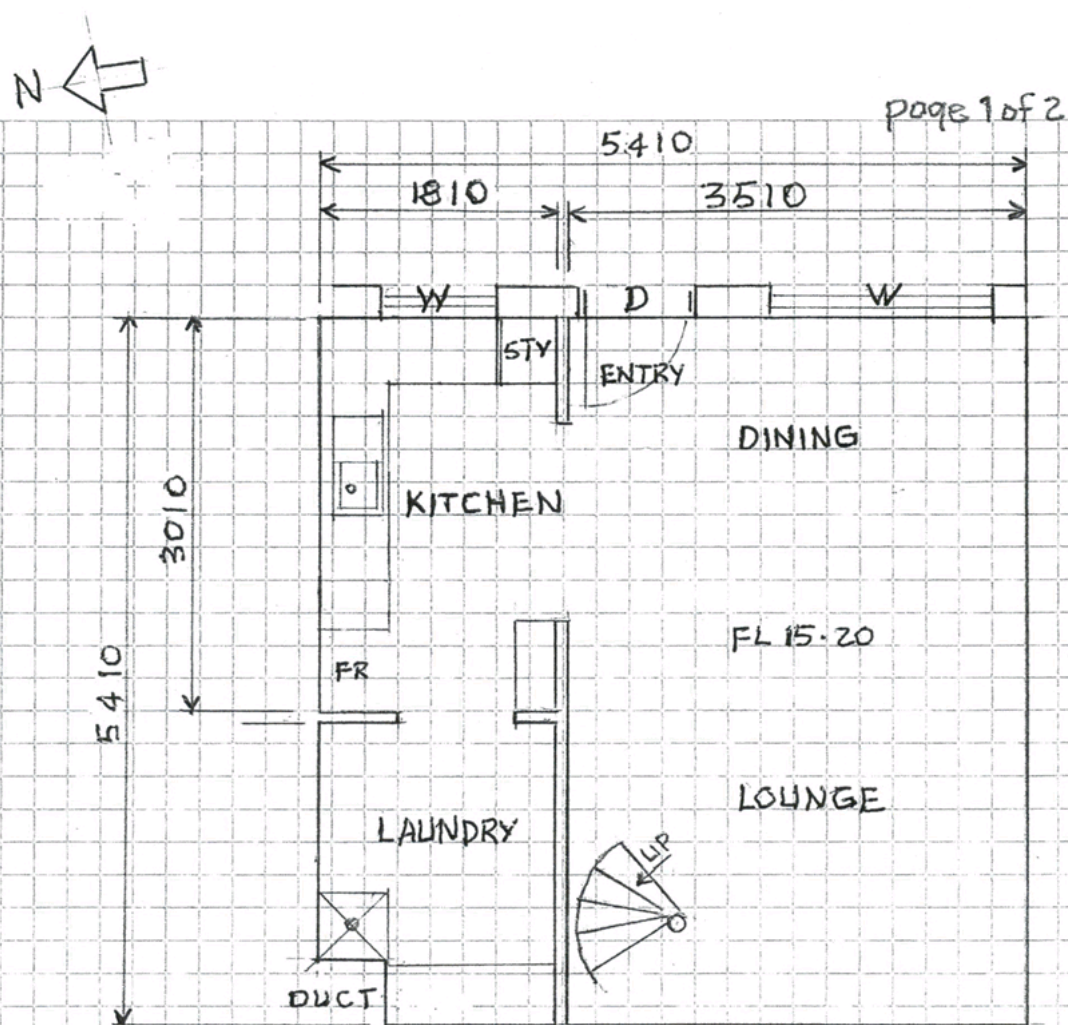 N
page 1 of 2
5410
1810
3510
W
D
W
STY
ENTRY
DINING
3010
KITCHEN
5410
FR
FL 15.20
LOUNGE
LAUNDRY
UP
DUCT